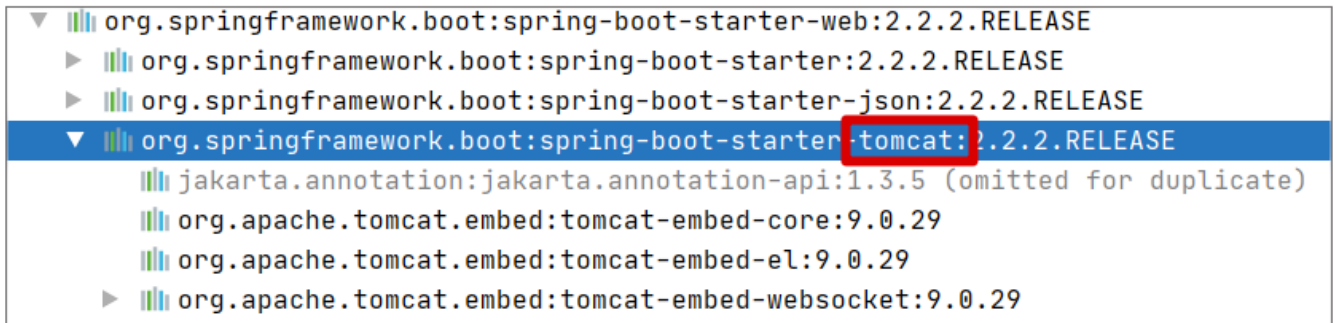 org.springframework.boot:spring-boot-starter-web:2.2.2.RELEASE
org.springframework.boot:spring-boot-starter:2.2.2.RELEASE
org.springframework.boot:spring-boot-starter-json:2.2.2.RELEASE
org.springframework.boot:spring-boot-starter-tomcat:2.2.2.RELEASE
jakarta.annotation:jakarta.annotation-api:1.3.5 (omitted for duplicate)
org.apache.tomcat.embed:tomcat-embed-core:9.0.29
org.apache.tomcat.embed:tomcat-embed-el:9.0.29
org.apache.tomcat.embed:tomcat-embed-websocket:9.0.29